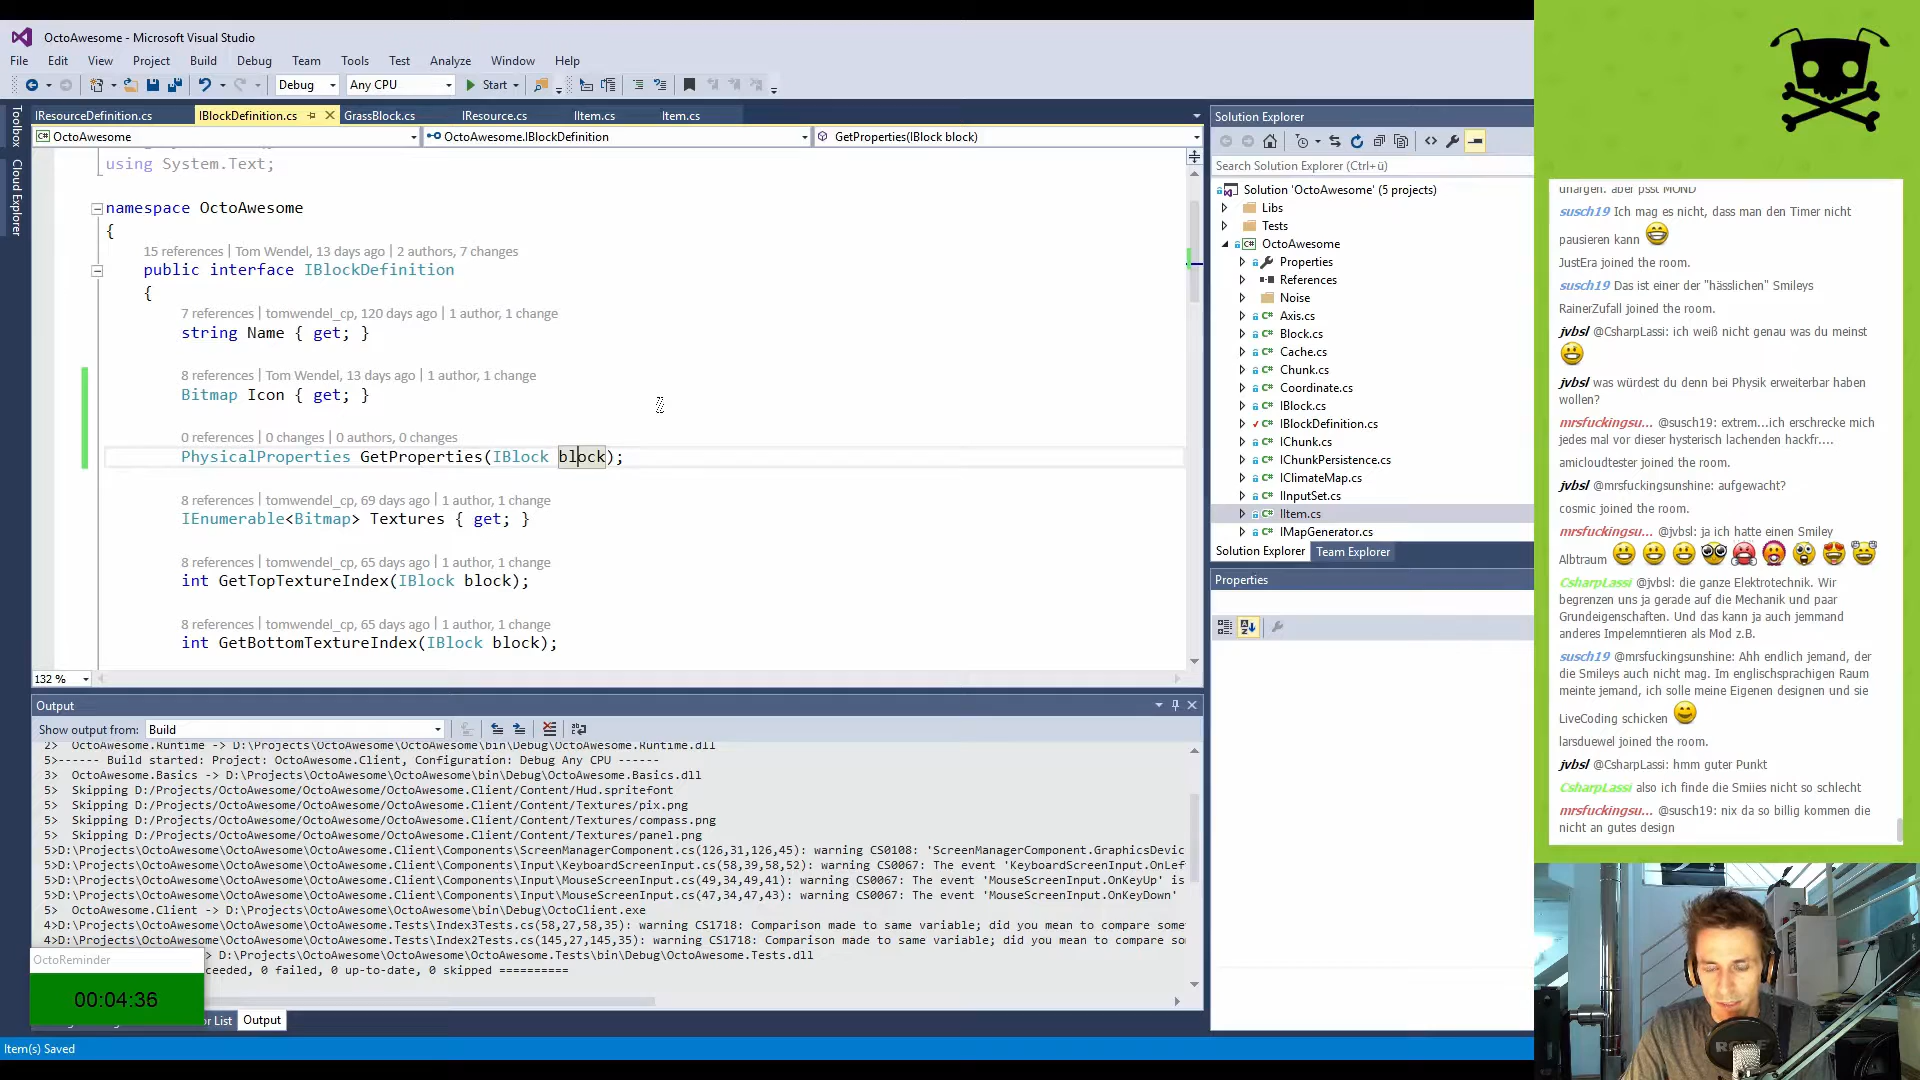 OctoAwesome - Microsoft Visual Studio
File Edit View Project Build Debug Team Tools Test Analyze Window Help
Debug Any CPU Start
IResourceDefinition.cs IBlockDefinition.cs GrassBlock.cs IResource.cs IItem.cs Item.cs
OctoAwesome OctoAwesome.IBlockDefinition GetProperties(IBlock block)
Toolbox
Cloud Explorer
using System.Text;
namespace OctoAwesome
{
15 references | Tom Wendel, 13 days ago | 2 authors, 7 changes
public interface IBlockDefinition
{
7 references | tomwendel_cp, 120 days ago | 1 author, 1 change
string Name { get; }
8 references | Tom Wendel, 13 days ago | 1 author, 1 change
Bitmap Icon { get; }
0 references | 0 changes | 0 authors, 0 changes
PhysicalProperties GetProperties(IBlock block);
8 references | tomwendel_cp, 69 days ago | 1 author, 1 change
IEnumerable<Bitmap> Textures { get; }
8 references | tomwendel_cp, 65 days ago | 1 author, 1 change
int GetTopTextureIndex(IBlock block);
8 references | tomwendel_cp, 65 days ago | 1 author, 1 change
int GetBottomTextureIndex(IBlock block);
132 %
Output
Show output from: Build
2> OctoAwesome.Runtime -> D:\Projects\OctoAwesome\OctoAwesome\bin\Debug\OctoAwesome.Runtime.dll
5>------ Build started: Project: OctoAwesome.Client, Configuration: Debug Any CPU ------
3> OctoAwesome.Basics -> D:\Projects\OctoAwesome\OctoAwesome\bin\Debug\OctoAwesome.Basics.dll
5> Skipping D:/Projects/OctoAwesome/OctoAwesome/OctoAwesome.Client/Content/Hud.spritefont
5> Skipping D:/Projects/OctoAwesome/OctoAwesome/OctoAwesome.Client/Content/Textures/pix.png
5> Skipping D:/Projects/OctoAwesome/OctoAwesome/OctoAwesome.Client/Content/Textures/compass.png
5> Skipping D:/Projects/OctoAwesome/OctoAwesome/OctoAwesome.Client/Content/Textures/panel.png
5>D:\Projects\OctoAwesome\OctoAwesome\OctoAwesome.Client\Components\ScreenManagerComponent.cs(126,31,126,45): warning CS0108: 'ScreenManagerComponent.GraphicsDevic
5>D:\Projects\OctoAwesome\OctoAwesome\OctoAwesome.Client\Components\Input\KeyboardScreenInput.cs(58,39,58,52): warning CS0067: The event 'KeyboardScreenInput.OnLef
5>D:\Projects\OctoAwesome\OctoAwesome\OctoAwesome.Client\Components\Input\MouseScreenInput.cs(49,34,49,41): warning CS0067: The event 'MouseScreenInput.OnKeyUp' is
5>D:\Projects\OctoAwesome\OctoAwesome\OctoAwesome.Client\Components\Input\MouseScreenInput.cs(47,34,47,43): warning CS0067: The event 'MouseScreenInput.OnKeyDown'
5> OctoAwesome.Client -> D:\Projects\OctoAwesome\OctoAwesome\bin\Debug\OctoClient.exe
4>D:\Projects\OctoAwesome\OctoAwesome\OctoAwesome.Tests\Index3Tests.cs(58,27,58,35): warning CS1718: Comparison made to same variable; did you mean to compare some
4>D:\Projects\OctoAwesome\OctoAwesome\OctoAwesome.Tests\Index2Tests.cs(145,27,145,35): warning CS1718: Comparison made to same variable; did you mean to compare so
-> D:\Projects\OctoAwesome\OctoAwesome\OctoAwesome.Tests\bin\Debug\OctoAwesome.Tests.dll
0 failed, 0 up-to-date, 0 skipped ==========
OctoReminder
00:04:36
List Output
Item(s) Saved
Solution Explorer
Search Solution Explorer (Ctrl+ü)
Solution 'OctoAwesome' (5 projects)
Libs
Tests
OctoAwesome
Properties
References
Noise
Axis.cs
Block.cs
Cache.cs
Chunk.cs
Coordinate.cs
IBlock.cs
IBlockDefinition.cs
IChunk.cs
IChunkPersistence.cs
IClimateMap.cs
IInputSet.cs
IItem.cs
IMapGenerator.cs
Solution Explorer Team Explorer
Properties
aber psst MOND
susch19 Ich mag es nicht, dass man den Timer nicht
pausieren kann
JustEra joined the room.
susch19 Das ist einer der "hässlichen" Smileys
RainerZufall joined the room.
jvbsl @CsharpLassi: ich weiß nicht genau was du meinst
jvbsl was würdest du denn bei Physik erweiterbar haben
wollen?
mrsfuckingsu... @susch19: extrem...ich erschrecke mich
jedes mal vor dieser hysterisch lachenden hackfr....
amicloudtester joined the room.
jvbsl @mrsfuckingsunshine: aufgewacht?
cosmic joined the room.
mrsfuckingsu... @jvbsl: ja ich hatte einen Smiley
Albtraum
CsharpLassi @jvbsl: die ganze Elektrotechnik. Wir
begrenzen uns ja gerade auf die Mechanik und paar
Grundeigenschaften. Und das kann ja auch jemmand
anderes Impelemntieren als Mod z.B.
susch19 @mrsfuckingsunshine: Ahh endlich jemand, der
die Smileys auch nicht mag. Im englischsprachigen Raum
meinte jemand, ich solle meine Eigenen designen und sie
LiveCoding schicken
larsduewel joined the room.
jvbsl @CsharpLassi: hmm guter Punkt
CsharpLassi also ich finde die Smiies nicht so schlecht
mrsfuckingsu... @susch19: nix da so billig kommen die
nicht an gutes design